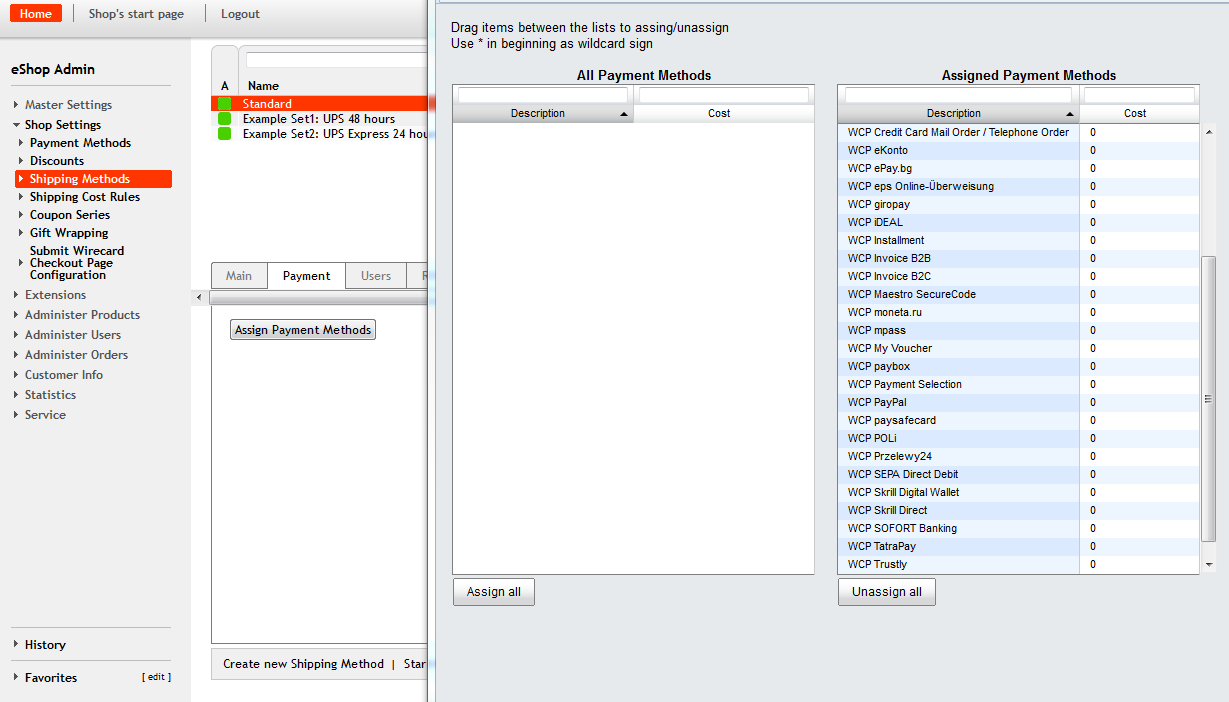 Home
Shop's start page
Logout
eShop Admin
Master Settings
Shop Settings
Payment Methods
Discounts
Shipping Methods
Shipping Cost Rules
Coupon Series
Gift Wrapping
Submit Wirecard
Checkout Page
Configuration
Extensions
Administer Products
Administer Users
Administer Orders
Customer Info
Statistics
Service
History
Favorites [ edit ]
A Name
Standard
Example Set1: UPS 48 hours
Example Set2: UPS Express 24 hou
Main Payment Users R
Assign Payment Methods
Create new Shipping Method | Star
Drag items between the lists to assing/unassign
Use * in beginning as wildcard sign
All Payment Methods
Description Cost
Assign all
Assigned Payment Methods
Description Cost
WCP Credit Card Mail Order / Telephone Order 0
WCP eKonto 0
WCP ePay.bg 0
WCP eps Online-Überweisung 0
WCP giropay 0
WCP iDEAL 0
WCP Installment 0
WCP Invoice B2B 0
WCP Invoice B2C 0
WCP Maestro SecureCode 0
WCP moneta.ru 0
WCP mpass 0
WCP My Voucher 0
WCP paybox 0
WCP Payment Selection 0
WCP PayPal 0
WCP paysafecard 0
WCP POLi 0
WCP Przelewy24 0
WCP SEPA Direct Debit 0
WCP Skrill Digital Wallet 0
WCP Skrill Direct 0
WCP SOFORT Banking 0
WCP TatraPay 0
WCP Trustly 0
Unassign all